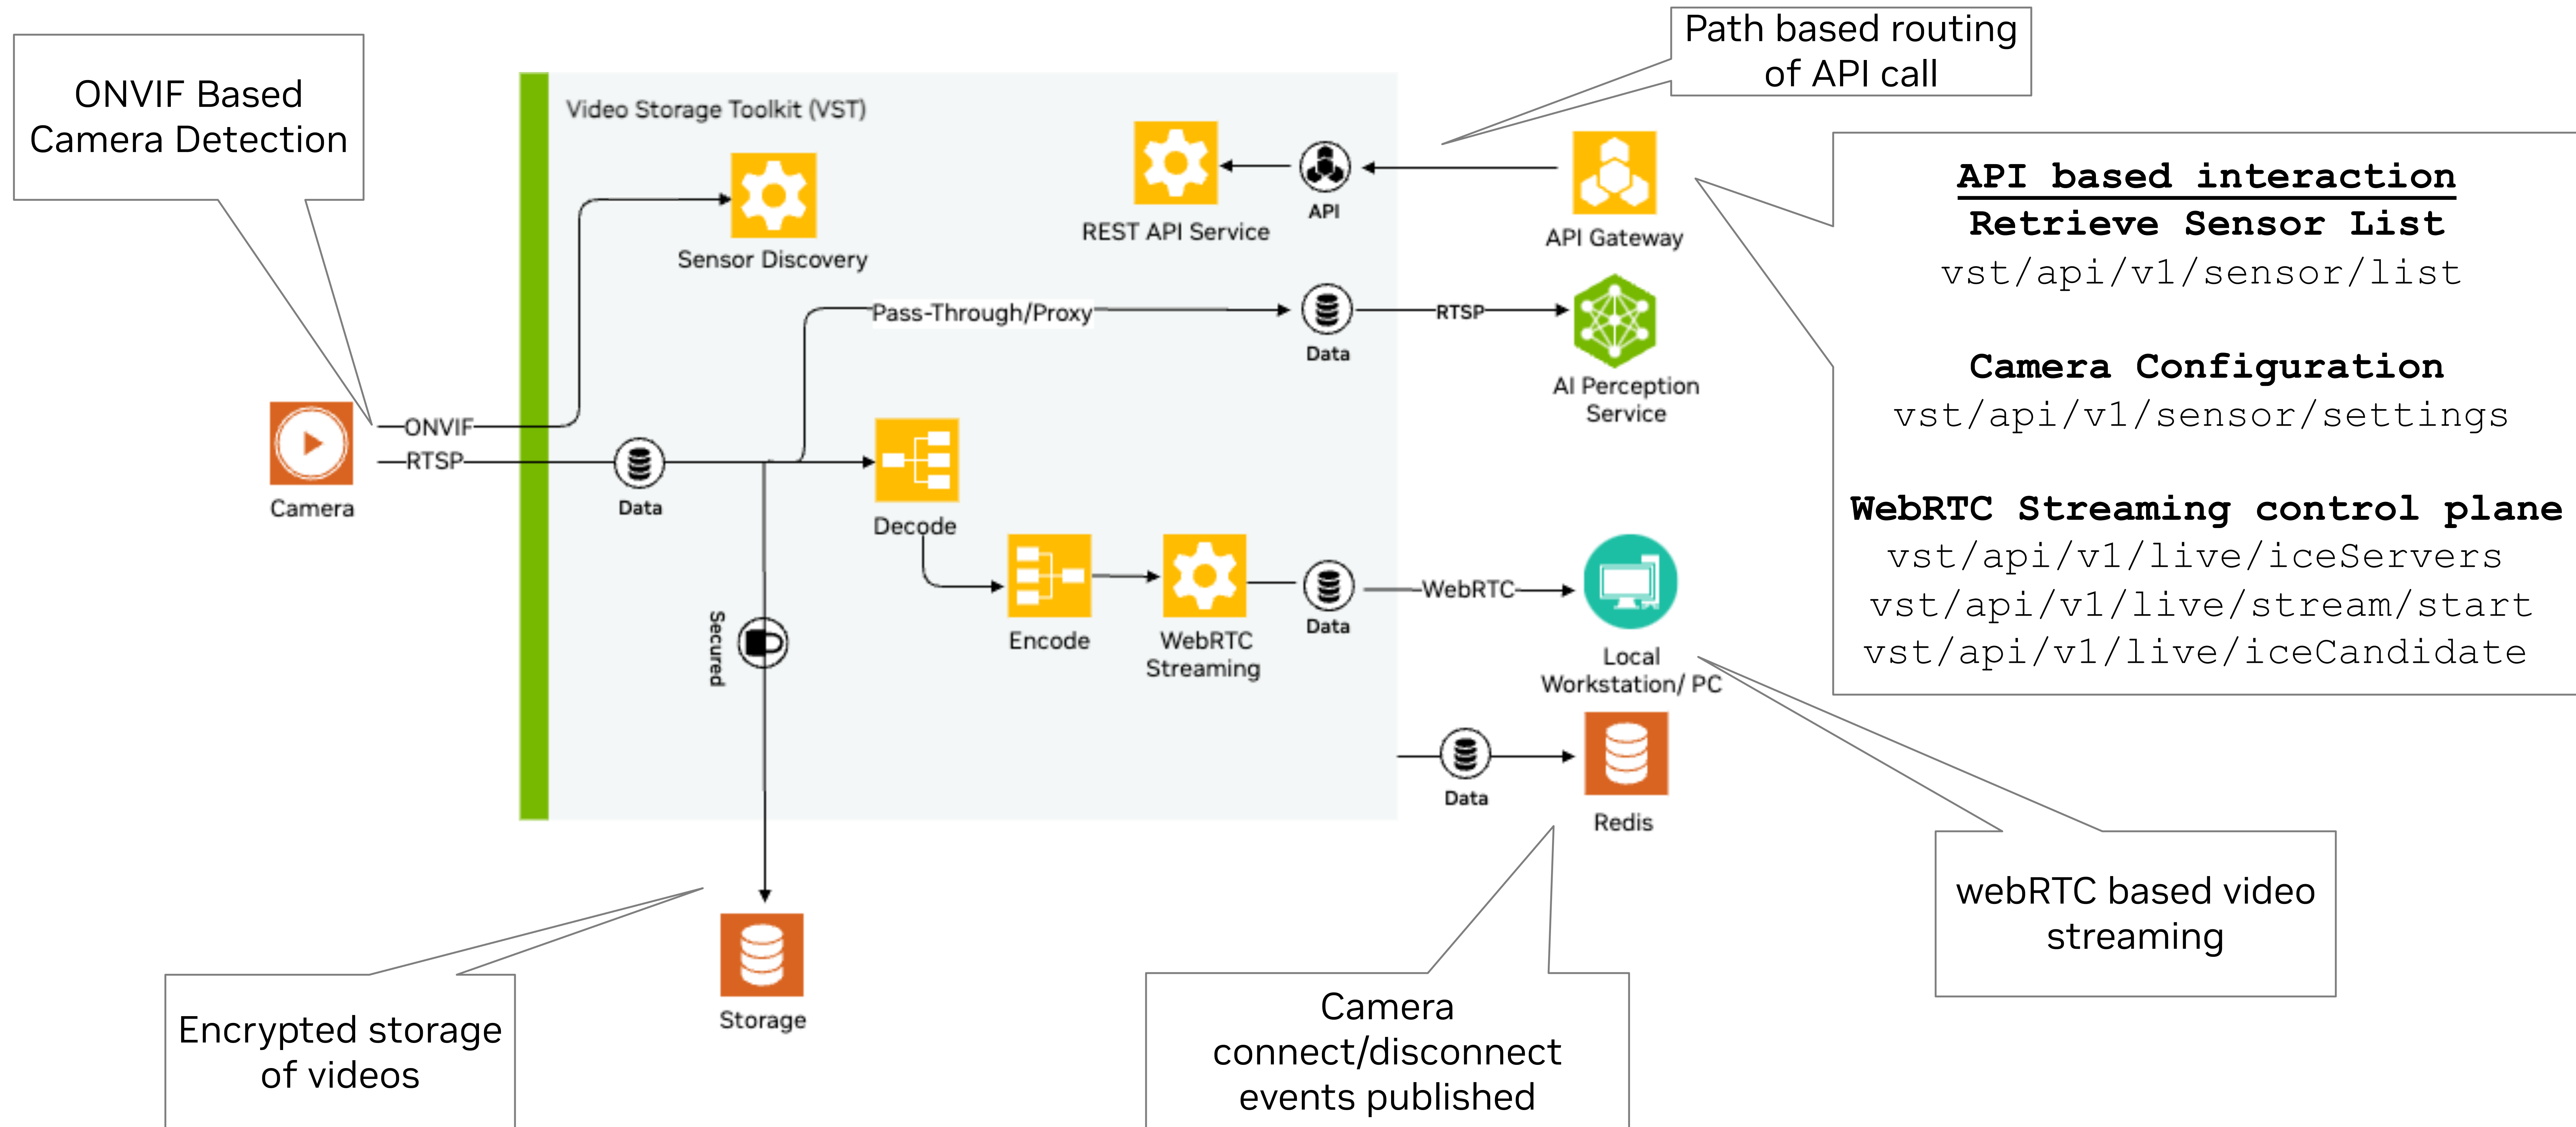 Path based routing
of API call
ONVIF Based
Camera Detection
Video Storage Toolkit (VST)
Sensor Discovery
REST API Service
API
API Gateway
API based interaction
Retrieve Sensor List
vst/api/v1/sensor/list
Camera Configuration
vst/api/v1/sensor/settings
WebRTC Streaming control plane
vst/api/v1/live/iceServers
vst/api/v1/live/stream/start
vst/api/v1/live/iceCandidate
Pass-Through/Proxy
Data
RTSP
AI Perception
Service
ONVIF
RTSP
Camera
Data
Decode
Encode
WebRTC
Streaming
Data
WebRTC
Local
Workstation/ PC
Secured
Data
Redis
Storage
Encrypted storage
of videos
Camera
connect/disconnect
events published
webRTC based video
streaming